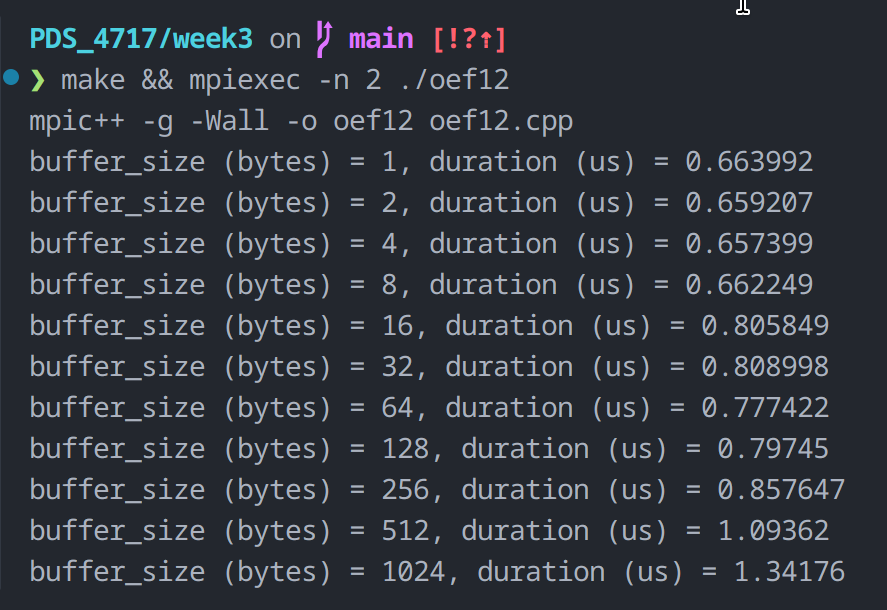 PDS_4717/week3 on main [!?⇡]
❯ make && mpiexec -n 2 ./oef12
mpic++ -g -Wall -o oef12 oef12.cpp
buffer_size (bytes) = 1, duration (us) = 0.663992
buffer_size (bytes) = 2, duration (us) = 0.659207
buffer_size (bytes) = 4, duration (us) = 0.657399
buffer_size (bytes) = 8, duration (us) = 0.662249
buffer_size (bytes) = 16, duration (us) = 0.805849
buffer_size (bytes) = 32, duration (us) = 0.808998
buffer_size (bytes) = 64, duration (us) = 0.777422
buffer_size (bytes) = 128, duration (us) = 0.79745
buffer_size (bytes) = 256, duration (us) = 0.857647
buffer_size (bytes) = 512, duration (us) = 1.09362
buffer_size (bytes) = 1024, duration (us) = 1.34176